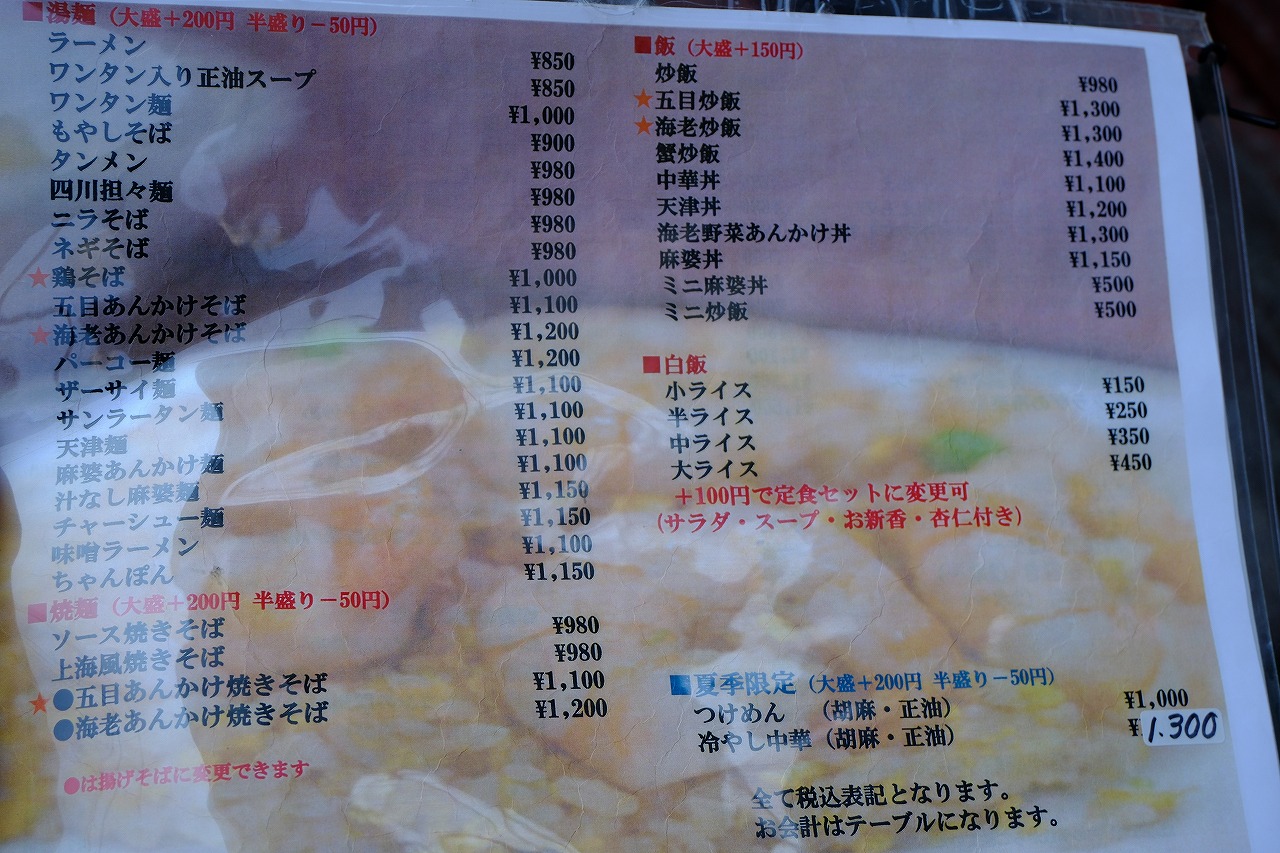 ■湯麺（大盛＋200円 半盛り－50円）
ラーメン ¥850
ワンタン入り正油スープ ¥850
ワンタン麺 ¥1,000
もやしそば ¥900
タンメン ¥980
四川担々麺 ¥980
ニラそば ¥980
ネギそば ¥980
★鶏そば ¥1,000
五目あんかけそば ¥1,100
★海老あんかけそば ¥1,200
パーコー麺 ¥1,200
ザーサイ麺 ¥1,100
サンラータン麺 ¥1,100
天津麺 ¥1,100
麻婆あんかけ麺 ¥1,100
汁なし麻婆麺 ¥1,150
チャーシュー麺 ¥1,150
味噌ラーメン ¥1,100
ちゃんぽん ¥1,150
■焼麺（大盛＋200円 半盛り－50円）
ソース焼きそば ¥980
上海風焼きそば ¥980
★●五目あんかけ焼きそば ¥1,100
●海老あんかけ焼きそば ¥1,200
●は揚げそばに変更できます
■飯（大盛＋150円）
炒飯 ¥980
★五目炒飯 ¥1,300
★海老炒飯 ¥1,300
蟹炒飯 ¥1,400
中華丼 ¥1,100
天津丼 ¥1,200
海老野菜あんかけ丼 ¥1,300
麻婆丼 ¥1,150
ミニ麻婆丼 ¥500
ミニ炒飯 ¥500
■白飯
小ライス ¥150
半ライス ¥250
中ライス ¥350
大ライス ¥450
＋100円で定食セットに変更可
（サラダ・スープ・お新香・杏仁付き）
■夏季限定（大盛＋200円 半盛り－50円）
つけめん （胡麻・正油） ¥1,000
冷やし中華（胡麻・正油） ¥1.300
全て税込表記となります。
お会計はテーブルになります。